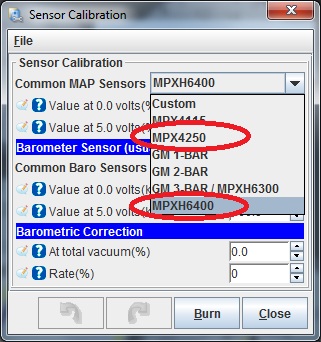 Sensor Calibration
File
Sensor Calibration
Common MAP Sensors MPXH6400
Custom
Value at 0.0 volts(
MPX4115
Value at 5.0 volts(
MPX4250
Barometer Sensor (usu
GM 1-BAR
Common Baro Sensors
GM 2-BAR
Value at 0.0 volts(k
GM 3-BAR / MPXH6300
Value at 5.0 volts(k
MPXH6400
Barometric Correction
At total vacuum(%) 0.0
Rate(%) 0
Burn Close